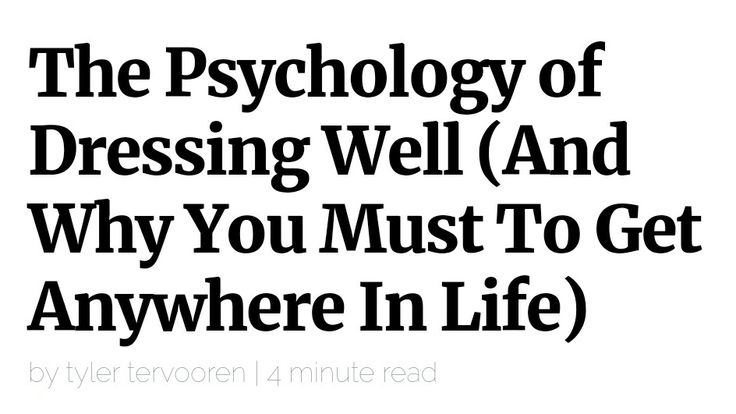 The Psychology of
Dressing Well (And
Why You Must To Get
Anywhere In Life)
by tyler tervooren | 4 minute read